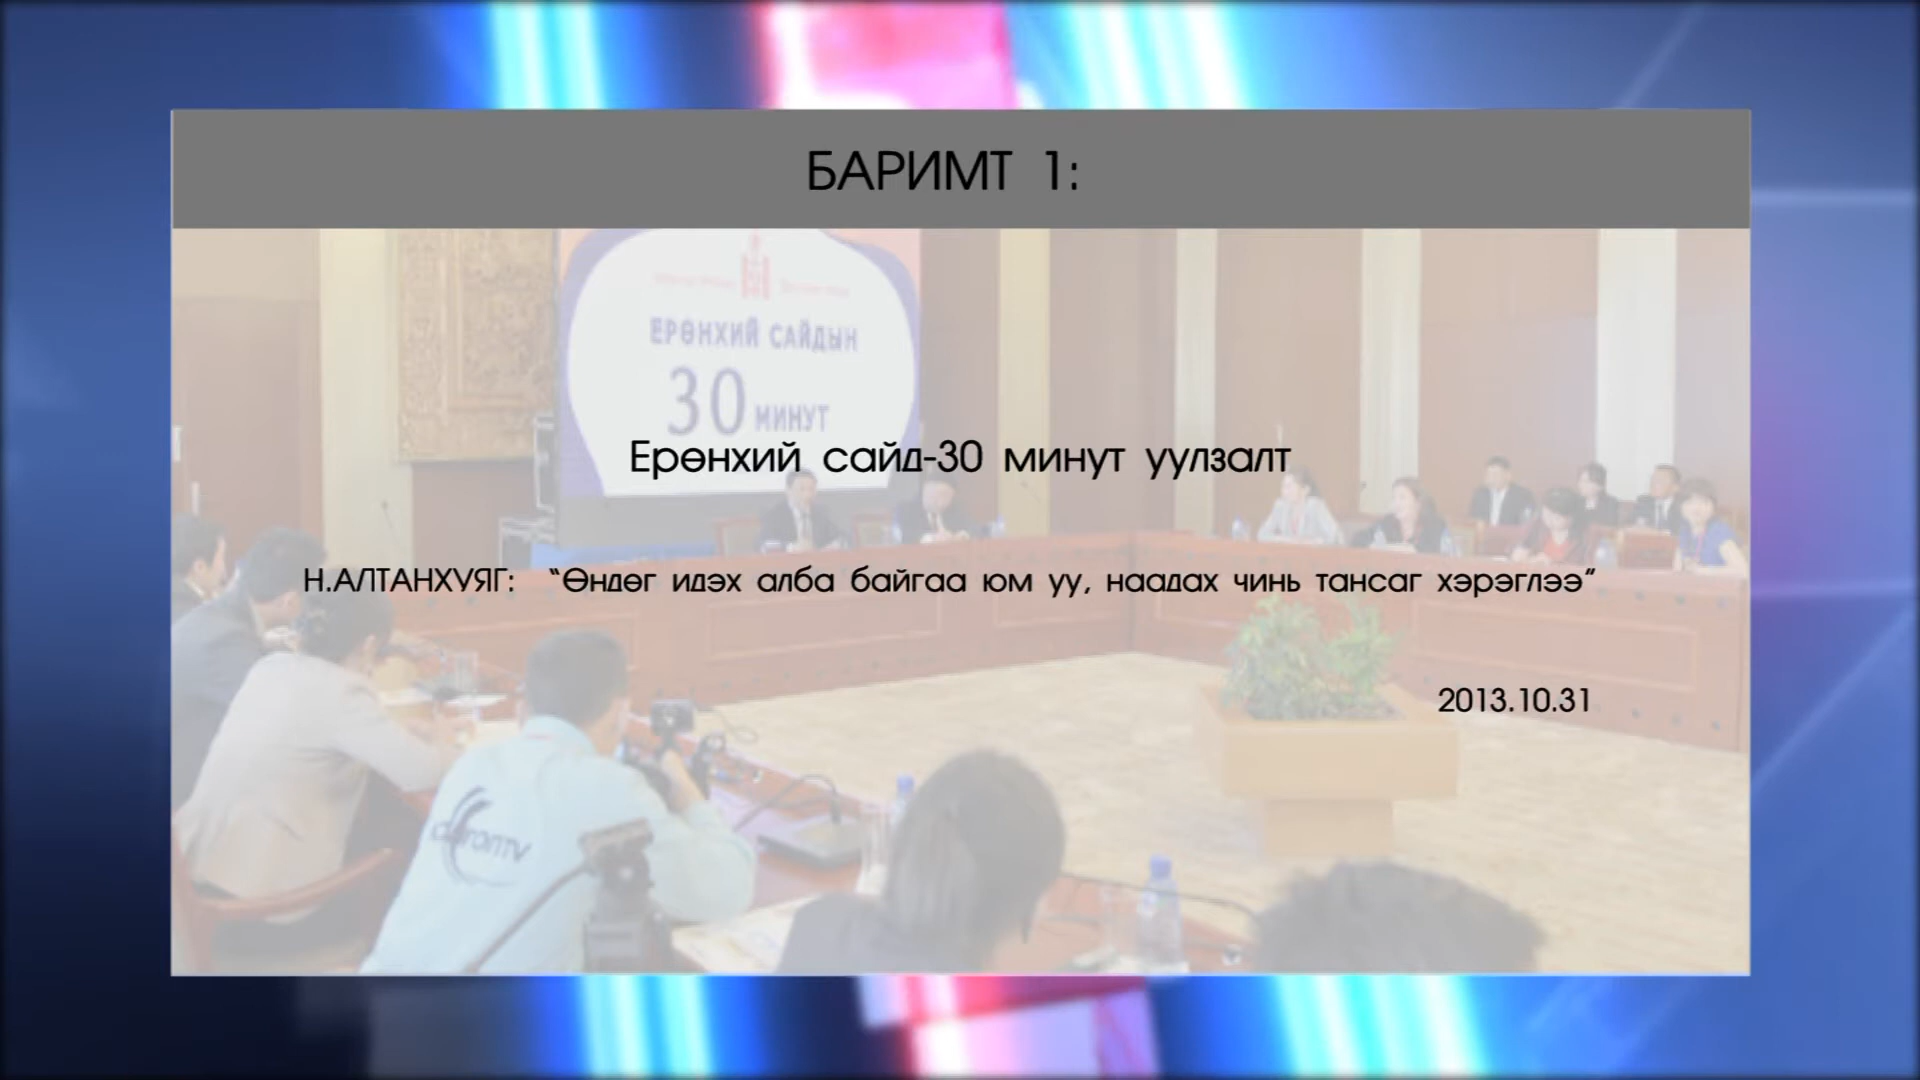 БАРИМТ 1:
ЕРӨНХИЙ САЙДЫН
30 МИНУТ
Ерөнхий сайд-30 минут уулзалт
Н.АЛТАНХУЯГ: “Өндөг идэх алба байгаа юм уу, наадах чинь тансаг хэрэглээ”
2013.10.31